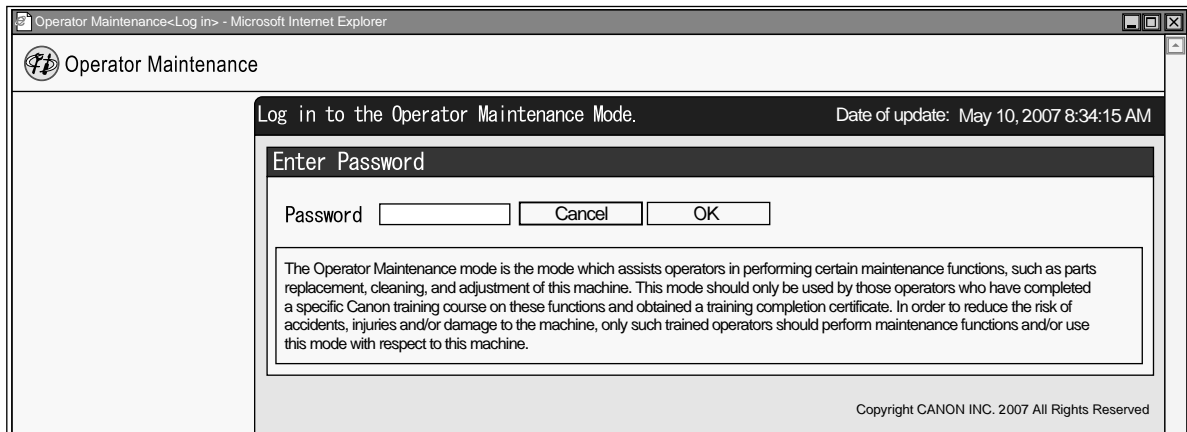 Operator Maintenance<Log in> - Microsoft Internet Explorer
Operator Maintenance
Log in to the Operator Maintenance Mode.
Date of update: May 10, 2007 8:34:15 AM
Enter Password
Password Cancel OK
The Operator Maintenance mode is the mode which assists operators in performing certain maintenance functions, such as parts
replacement, cleaning, and adjustment of this machine. This mode should only be used by those operators who have completed
a specific Canon training course on these functions and obtained a training completion certificate. In order to reduce the risk of
accidents, injuries and/or damage to the machine, only such trained operators should perform maintenance functions and/or use
this mode with respect to this machine.
Copyright CANON INC. 2007 All Rights Reserved